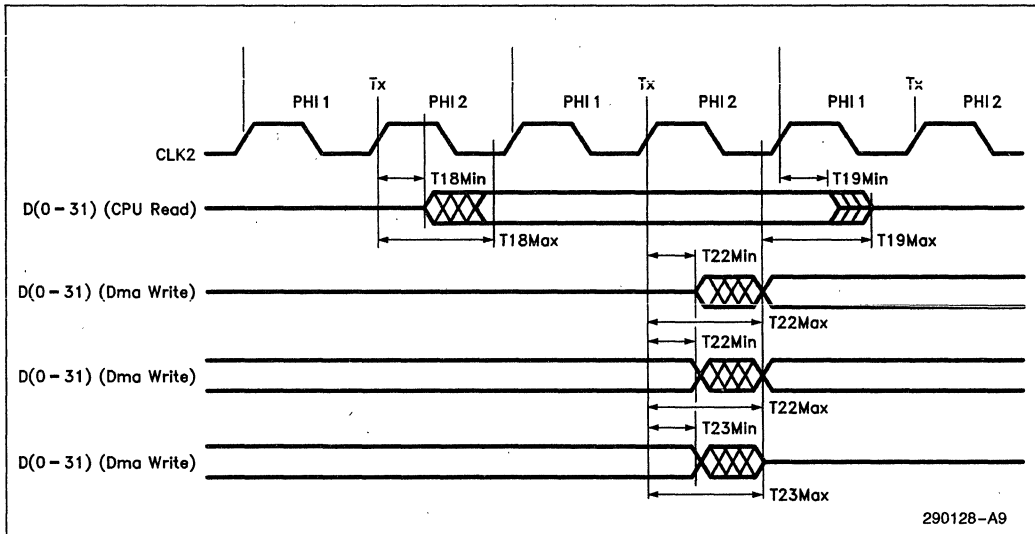 Tx Tx Tx
PHI 1 PHI 2 PHI 1 PHI 2 PHI 1 PHI 2
CLK2
T18Min T19Min
D(0-31) (CPU Read)
T18Max T19Max
T22Min
D(0-31) (Dma Write)
T22Max
T22Min
D(0-31) (Dma Write)
T22Max
T23Min
D(0-31) (Dma Write)
T23Max
290128-A9